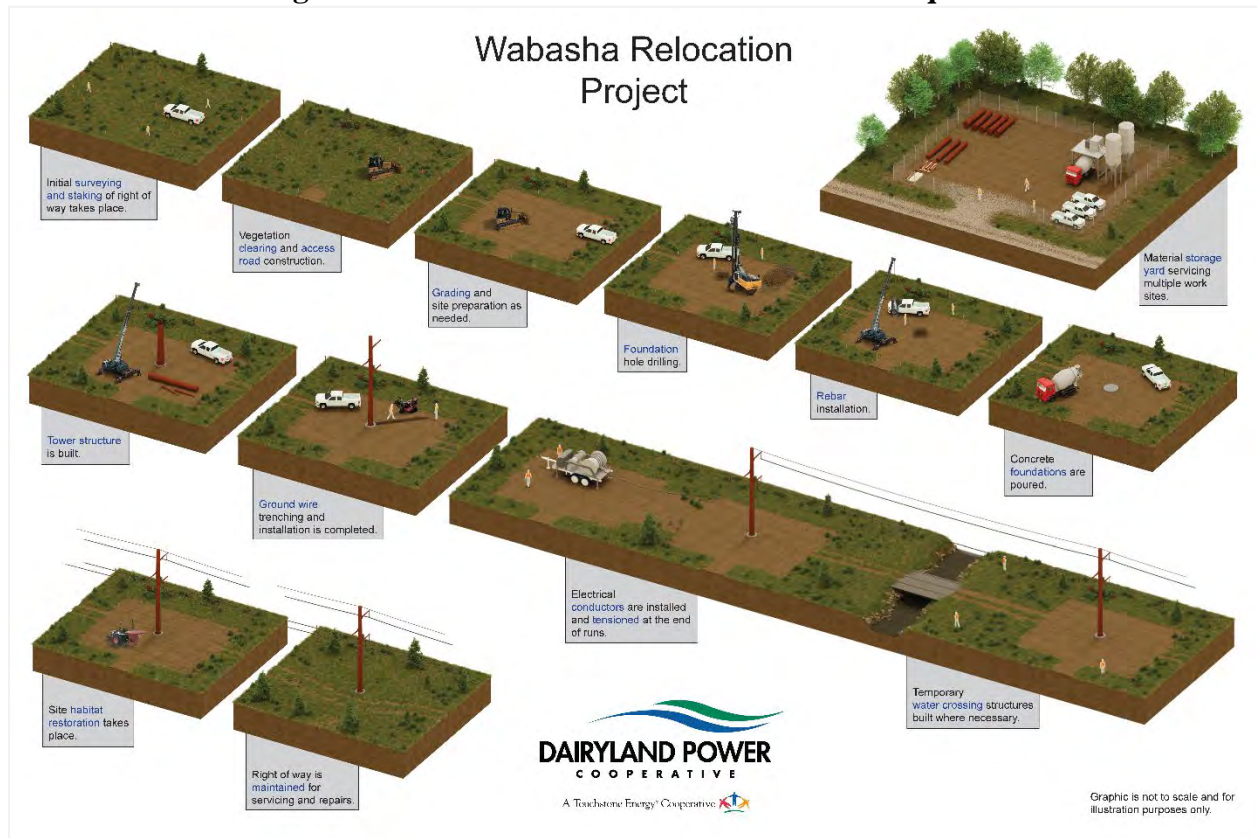 Wabasha Relocation
Project
Initial surveying
and staking of right of
way takes place.
Vegetation
clearing and access
road construction.
Grading and
site preparation as
needed.
Foundation
hole drilling.
Rebar
installation.
Concrete
foundations are
poured.
Material storage
yard servicing
multiple work
sites.
Tower structure
is built.
Ground wire
trenching and
installation is completed.
Electrical
conductors are installed
and tensioned at the end
of runs.
Temporary
water crossing structures
built where necessary.
Site habitat
restoration takes
place.
Right of way is
maintained for
servicing and repairs.
DAIRYLAND POWER
COOPERATIVE
A Touchstone Energy® Cooperative
Graphic is not to scale and for
illustration purposes only.